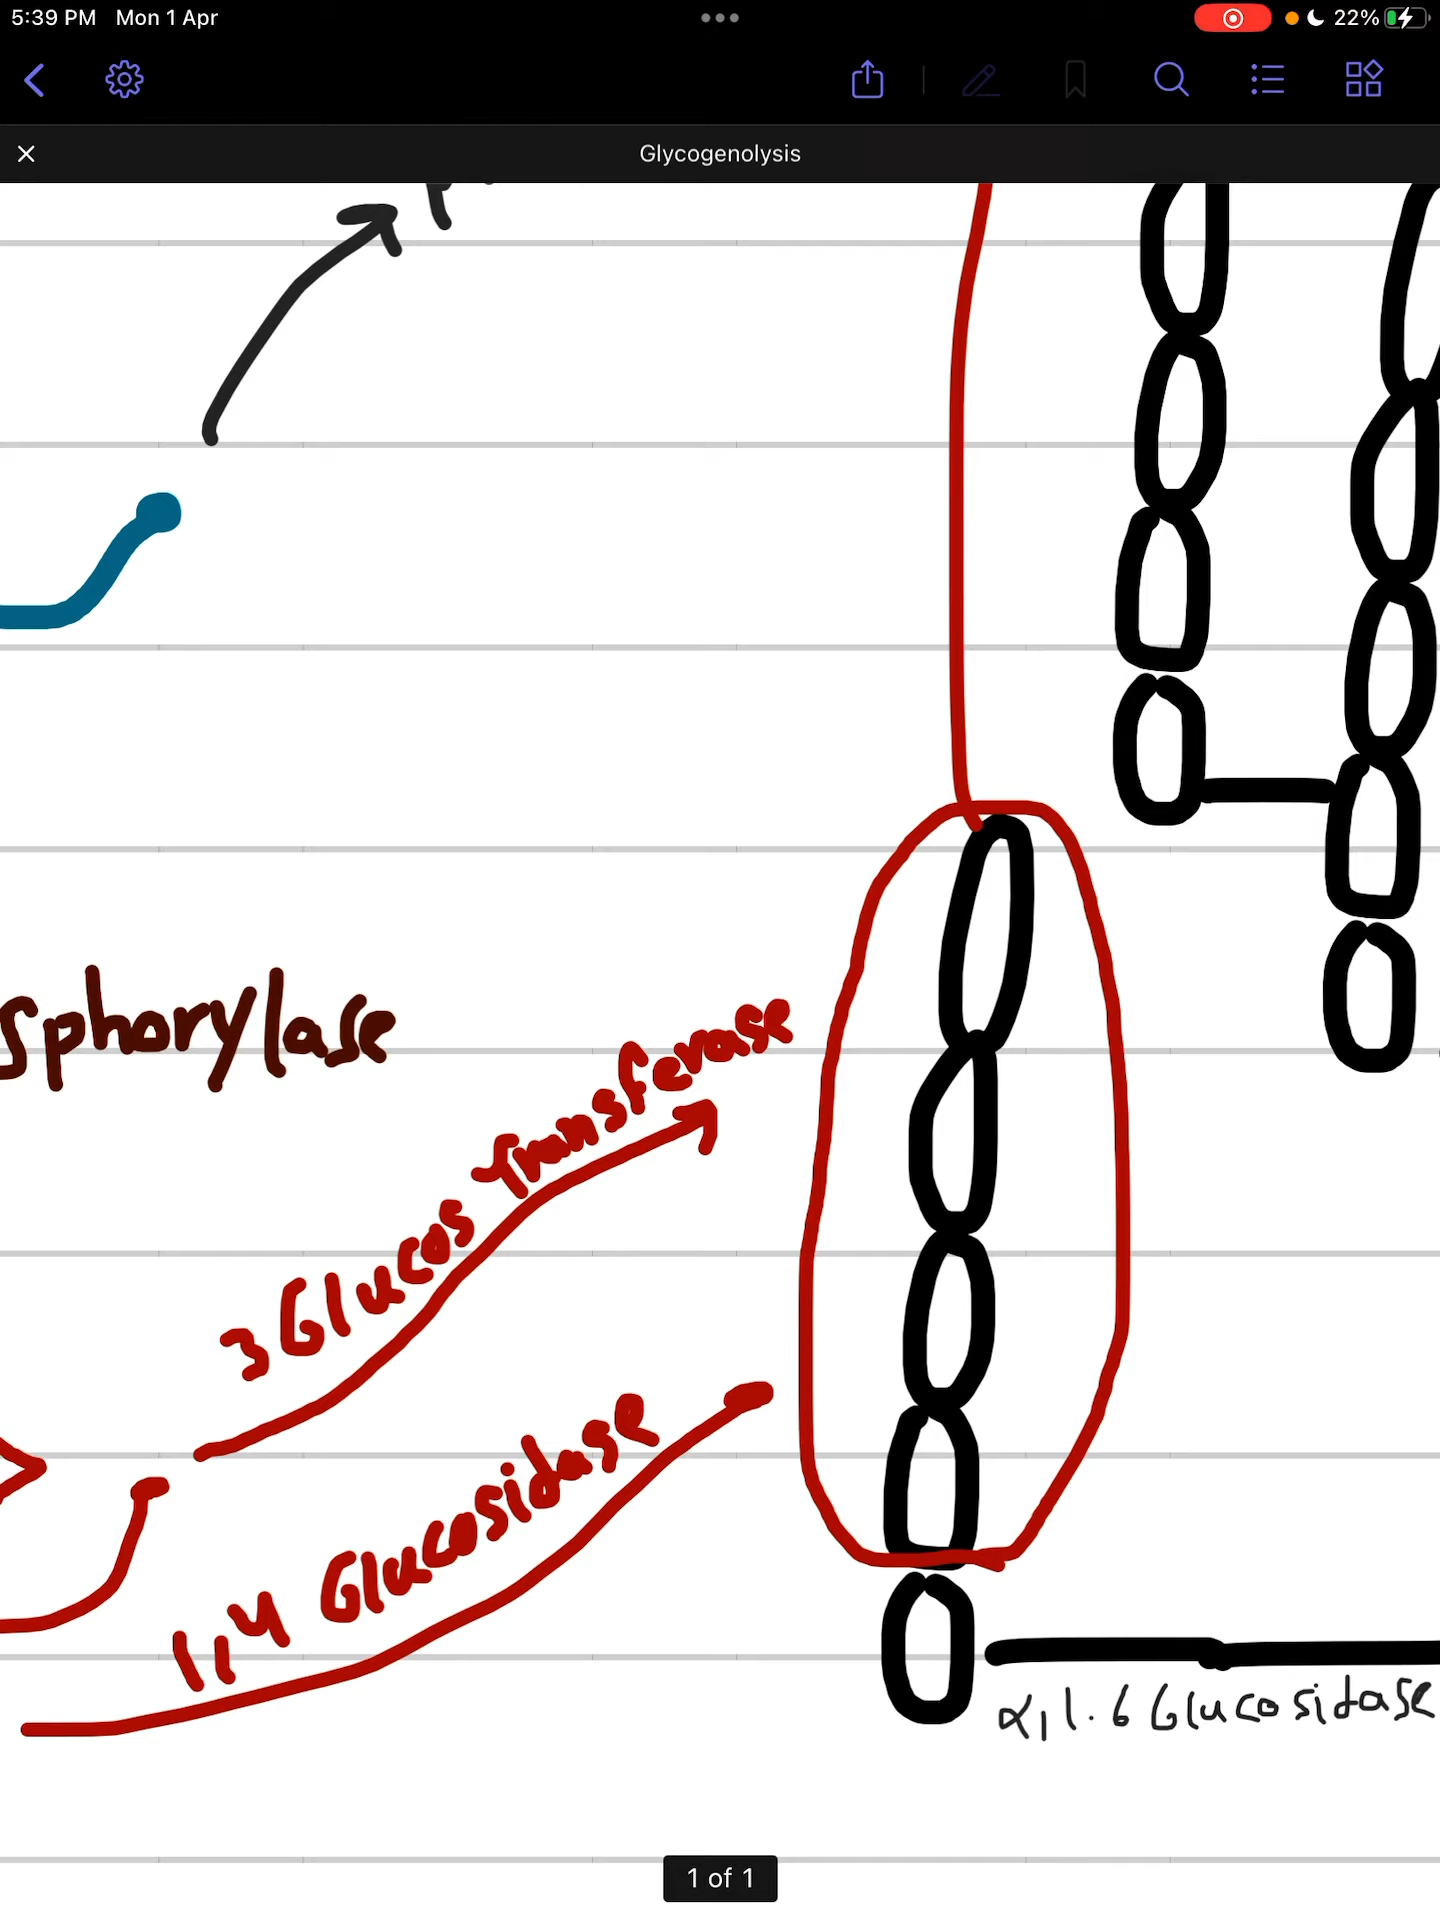 5:39 PM Mon 1 Apr
22%
Glycogenolysis
sphorylase
3 Glucos Transferase
1,4 Glucosidase
α,1.6 Glucosidase
1 of 1